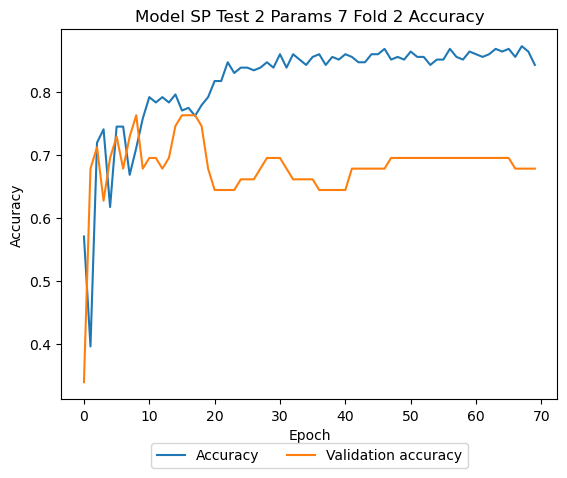 Model SP Test 2 Params 7 Fold 2 Accuracy
Accuracy
0.8
0.7
0.6
0.5
0.4
0 10 20 30 40 50 60 70
Epoch
Accuracy Validation accuracy